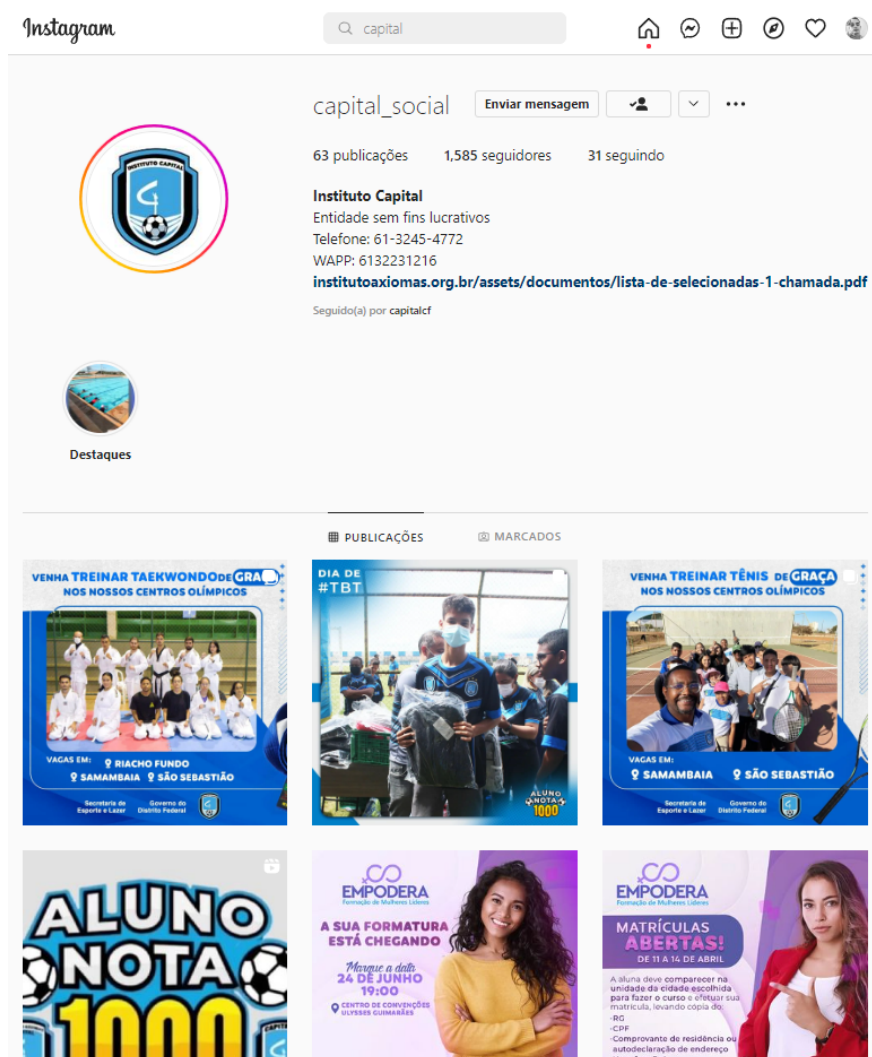 Instagram
capital
capital_social
Enviar mensagem
63 publicações 1,585 seguidores 31 seguindo
INSTITUTO CAPITAL
Instituto Capital
Entidade sem fins lucrativos
Telefone: 61-3245-4772
WAPP: 6132231216
institutoaxiomas.org.br/assets/documentos/lista-de-selecionadas-1-chamada.pdf
Seguido(a) por capitalcf
Destaques
PUBLICAÇÕES MARCADOS
VENHA TREINAR TAEKWONDO DE GRA
NOS NOSSOS CENTROS OLÍMPICOS
VAGAS EM:
RIACHO FUNDO
SAMAMBAIA SÃO SEBASTIÃO
Secretaria de
Esporte e Lazer
Governo do
Distrito Federal
DIA DE
#TBT
ALUNO
NOTA
1000
VENHA TREINAR TÊNIS DE GRAÇA
NOS NOSSOS CENTROS OLÍMPICOS
VAGAS EM:
SAMAMBAIA SÃO SEBASTIÃO
Secretaria de
Esporte e Lazer
Governo do
Distrito Federal
ALUNO
NOTA
1000
EMPODERA
Formação de Mulheres Líderes
A SUA FORMATURA
ESTÁ CHEGANDO
Marque a data
24 DE JUNHO
19:00
CENTRO DE CONVENÇÕES
ULYSSES GUIMARÃES
EMPODERA
Formação de Mulheres Líderes
MATRÍCULAS
ABERTAS!
DE 11 A 14 DE ABRIL
A aluna deve comparecer na
unidade da cidade escolhida
para fazer o curso e efetuar sua
matrícula, levando copia do:
-RG
-CPF
-Comprovante de residência ou
autodeclaração de endereço